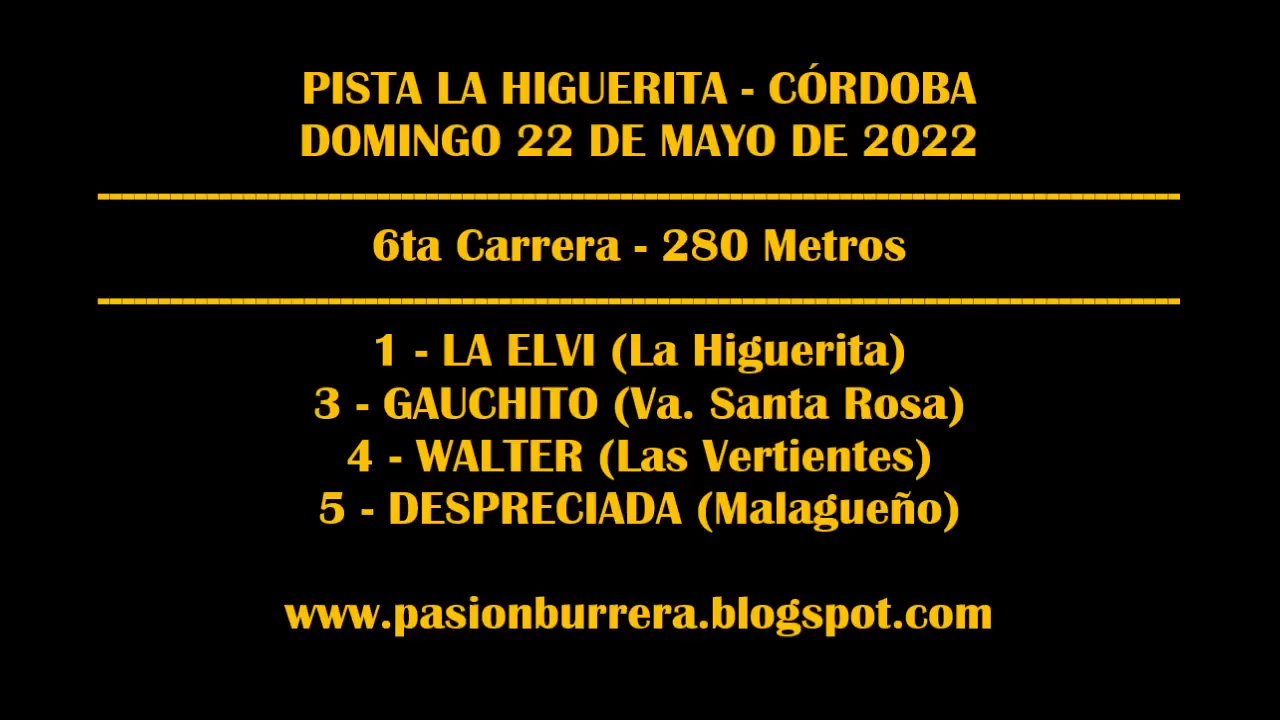 PISTA LA HIGUERITA - CÓRDOBA
DOMINGO 22 DE MAYO DE 2022
6ta Carrera - 280 Metros
1 - LA ELVI (La Higuerita)
3 - GAUCHITO (Va. Santa Rosa)
4 - WALTER (Las Vertientes)
5 - DESPRECIADA (Malagueño)
www.pasionburrera.blogspot.com